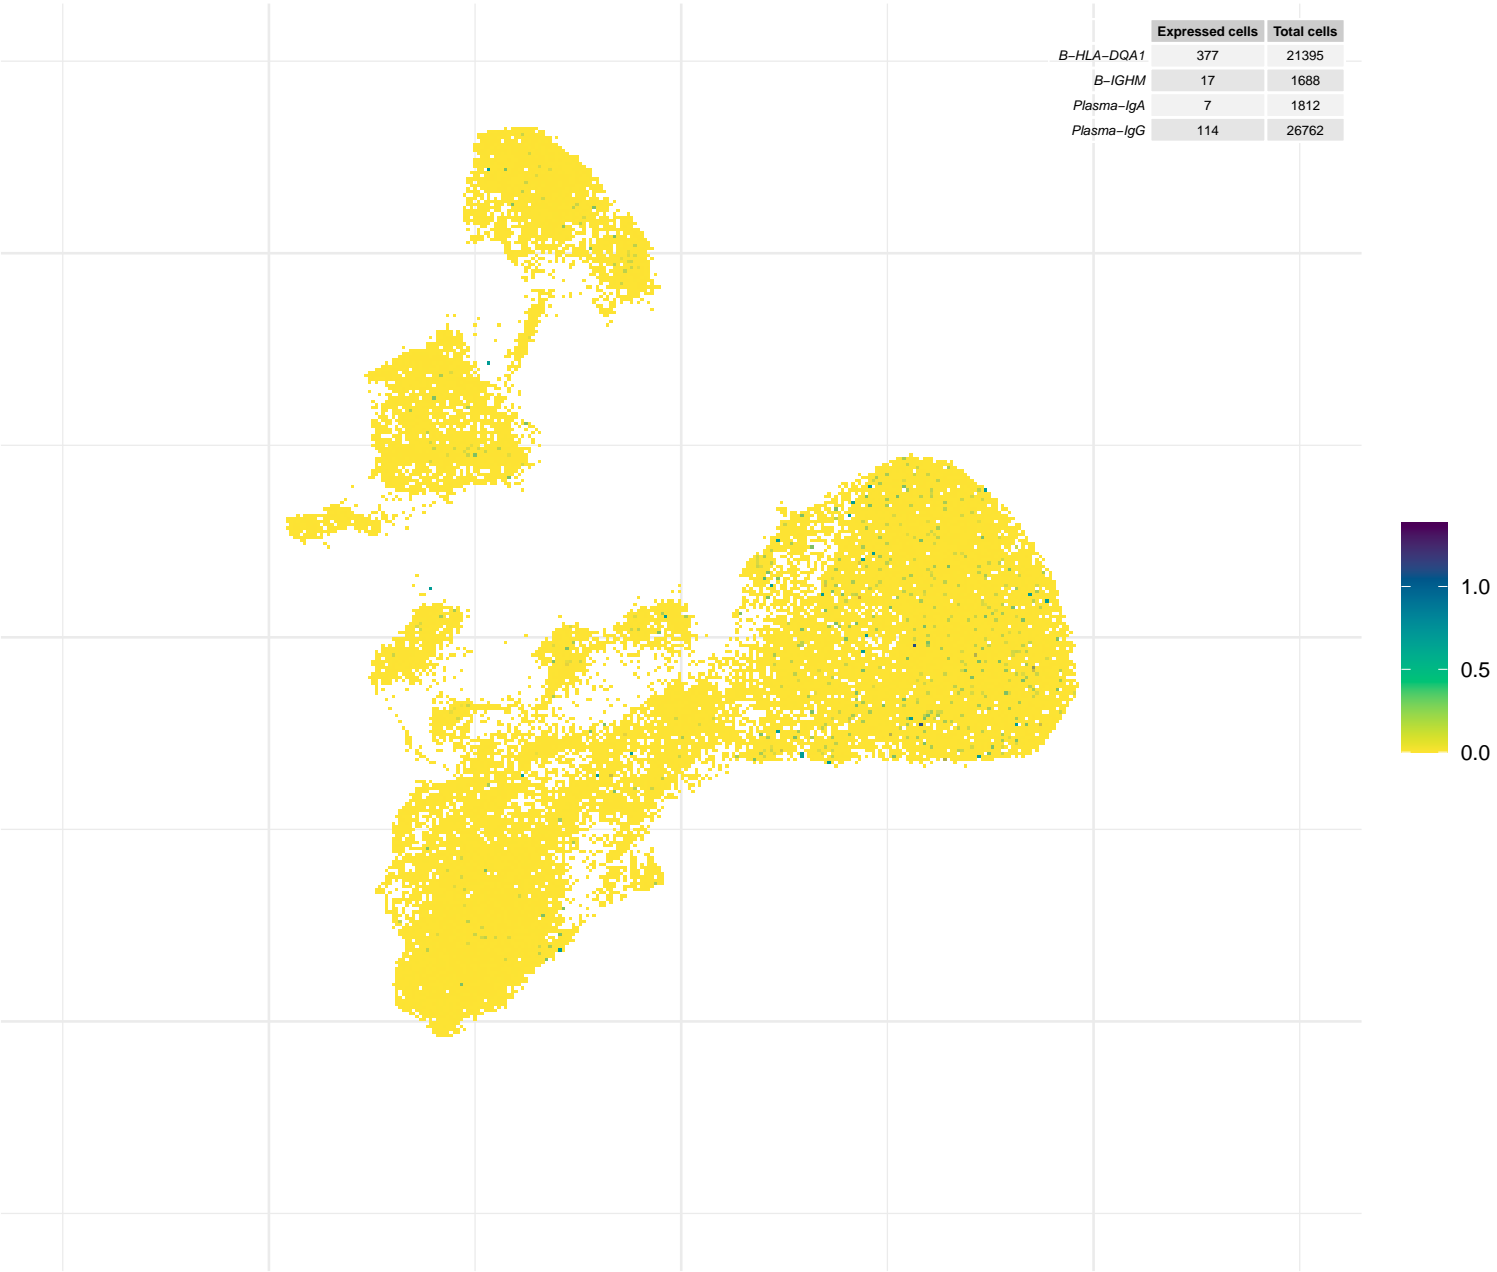 Expressed cells Total cells
B−HLA−DQA1 377 21395
B−IGHM 17 1688
Plasma−IgA 7 1812
Plasma−IgG 114 26762
1.0
0.5
0.0